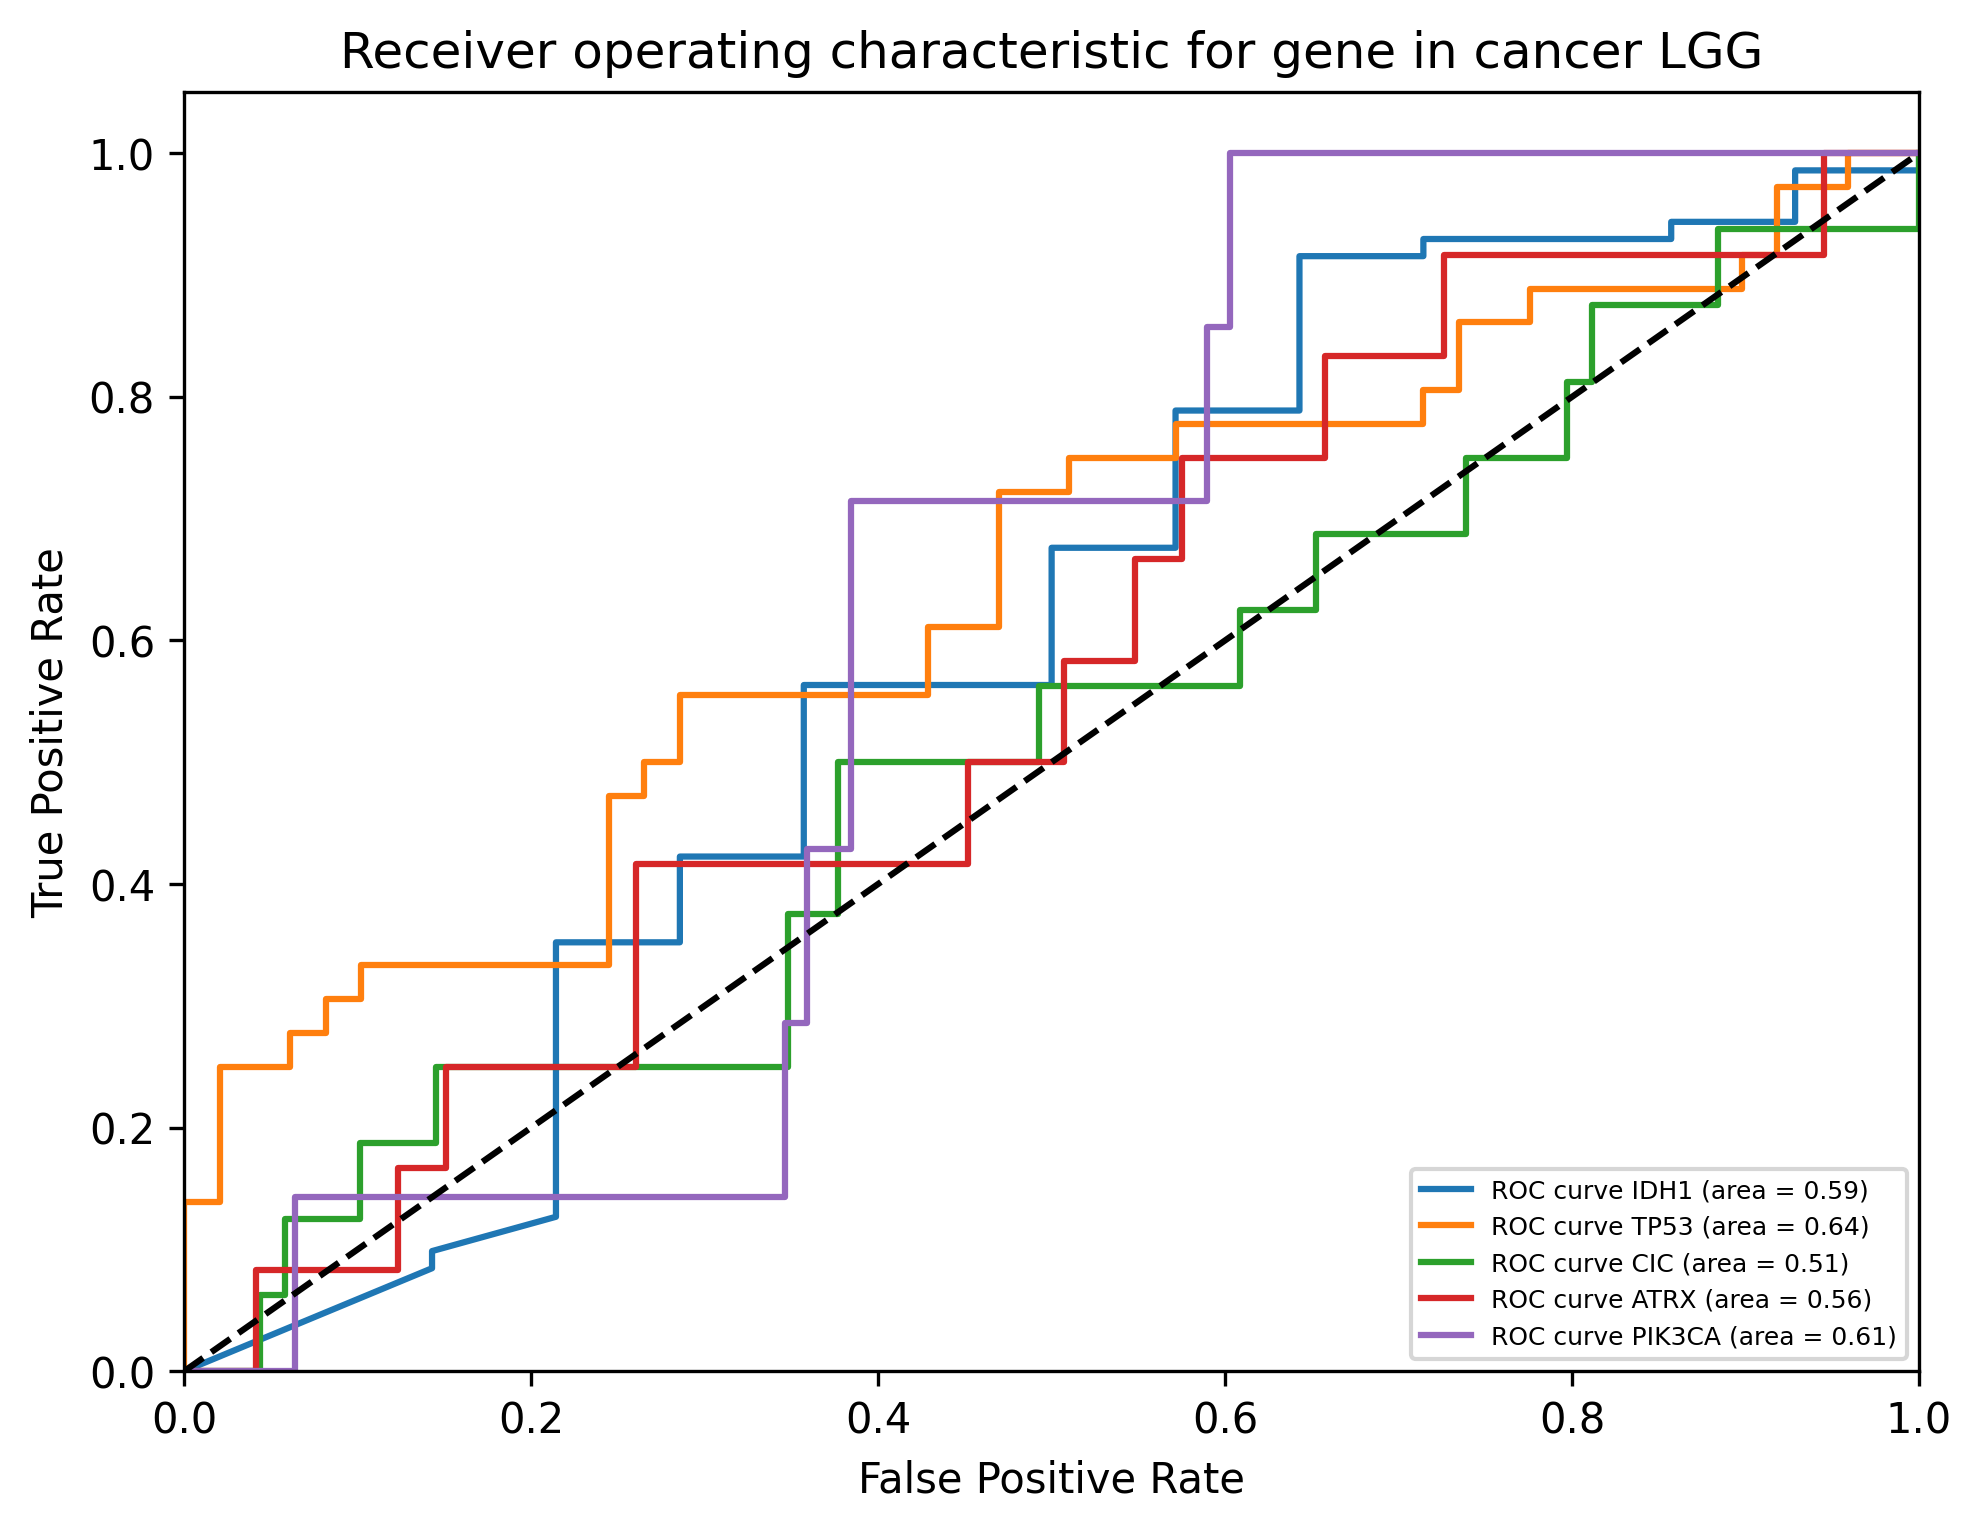 Receiver operating characteristic for gene in cancer LGG
1.0
0.8
0.6
0.4
0.2
0.0
True Positive Rate
0.0 0.2 0.4 0.6 0.8 1.0
False Positive Rate
ROC curve IDH1 (area = 0.59)
ROC curve TP53 (area = 0.64)
ROC curve CIC (area = 0.51)
ROC curve ATRX (area = 0.56)
ROC curve PIK3CA (area = 0.61)